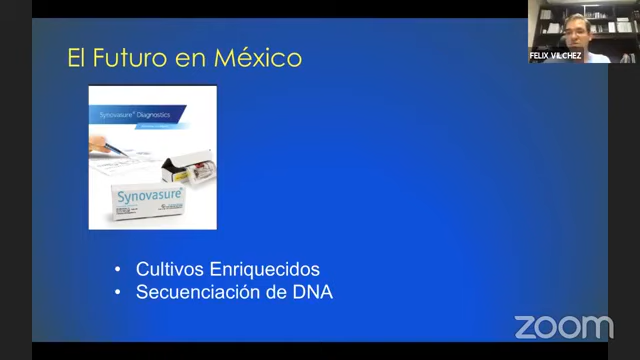 El Futuro en México
FELIX VILCHEZ
Synovasure® Diagnostics
Synovasure®
• Cultivos Enriquecidos
• Secuenciación de DNA
zoom